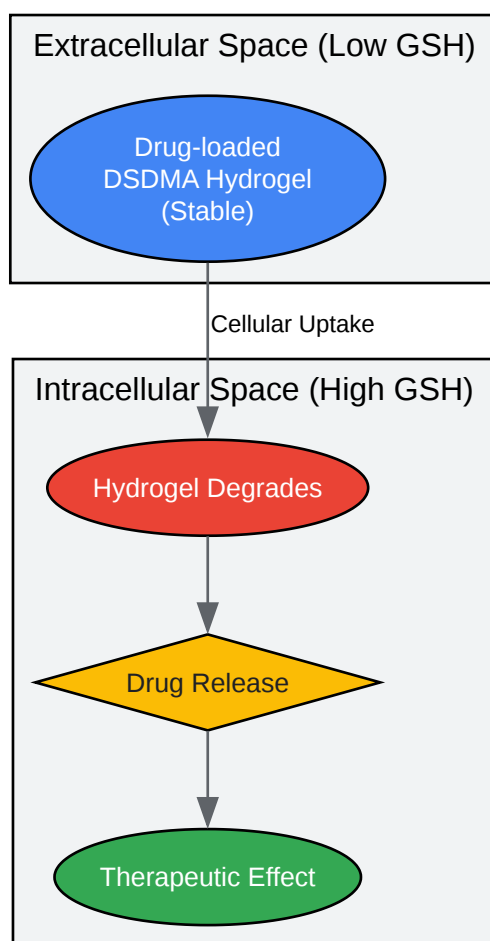 Extracellular Space (Low GSH)
Drug-loaded
DSDMA Hydrogel
(Stable)
Cellular Uptake
Intracellular Space (High GSH)
Hydrogel Degrades
Drug Release
Therapeutic Effect